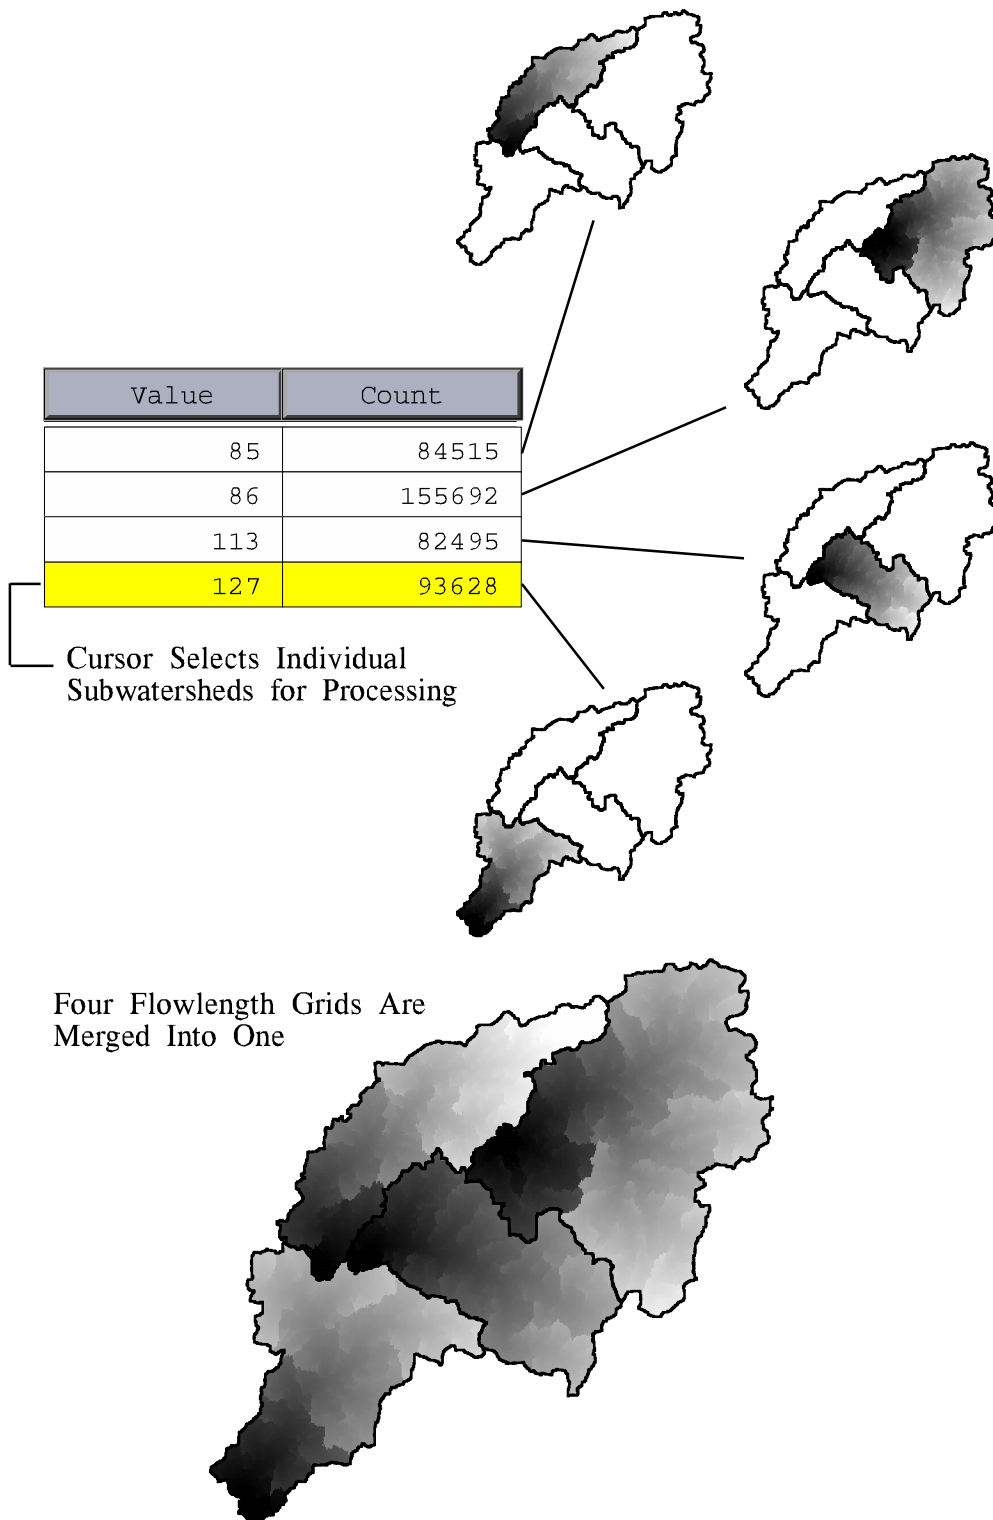 Value Count
85 84515
86 155692
113 82495
127 93628
Cursor Selects Individual
Subwatersheds for Processing
Four Flowlength Grids Are
Merged Into One